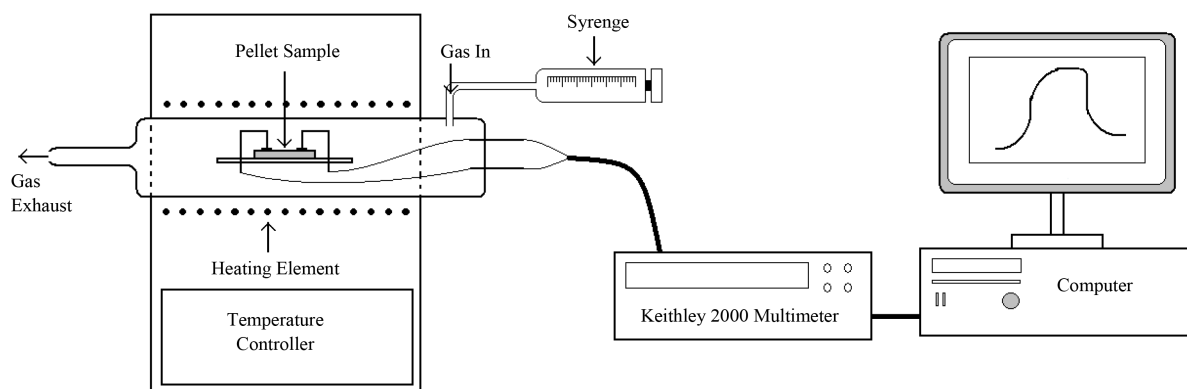 Syrenge
Pellet Sample
Gas In
Gas
Exhaust
Heating Element
Temperature
Controller
Keithley 2000 Multimeter
Computer